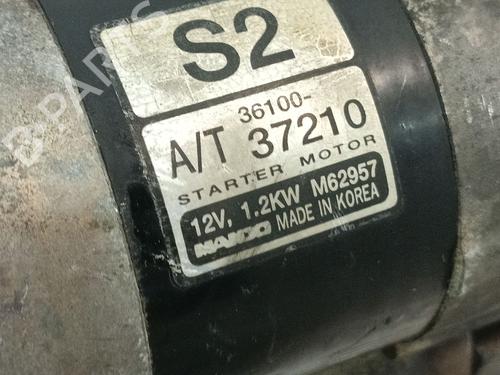 S2
36100-
A/T 37210
STARTER MOTOR
12V, 1.2KW M62957
MANDO MADE IN KOREA